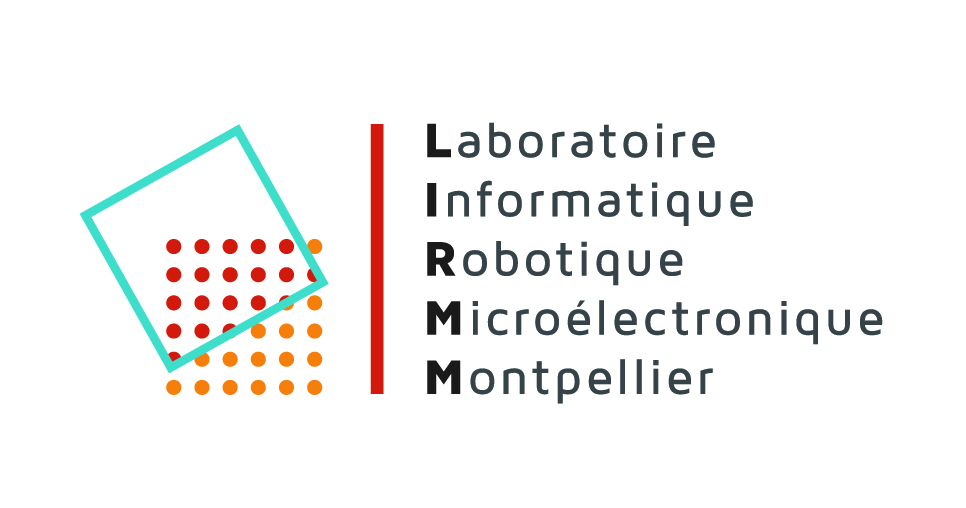 Laboratoire
Informatique
Robotique
Microélectronique
Montpellier